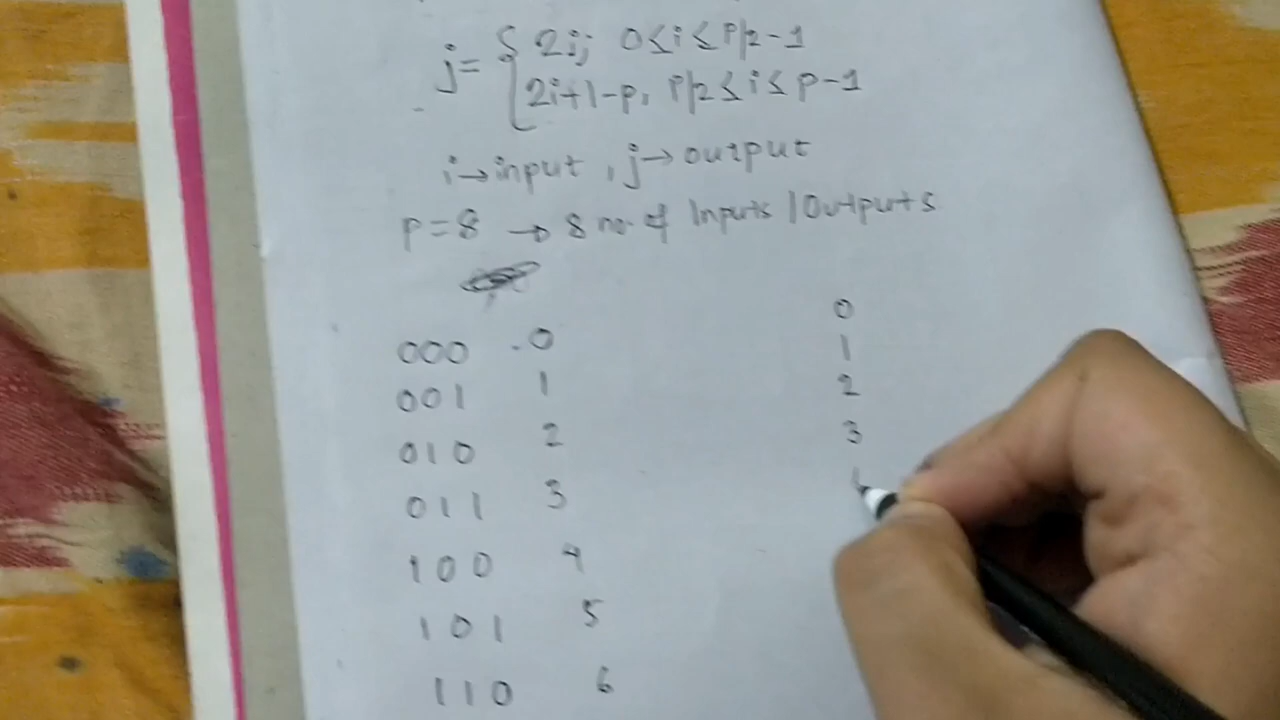 j= { 2i; 0≤i≤P/2-1
2i+1-p, P/2≤i≤p-1
i→input, j→output
P=8 → 8 no. of Inputs / Outputs
0
000 0 1
001 1 2
010 2 3
011 3
100 4
101 5
110 6